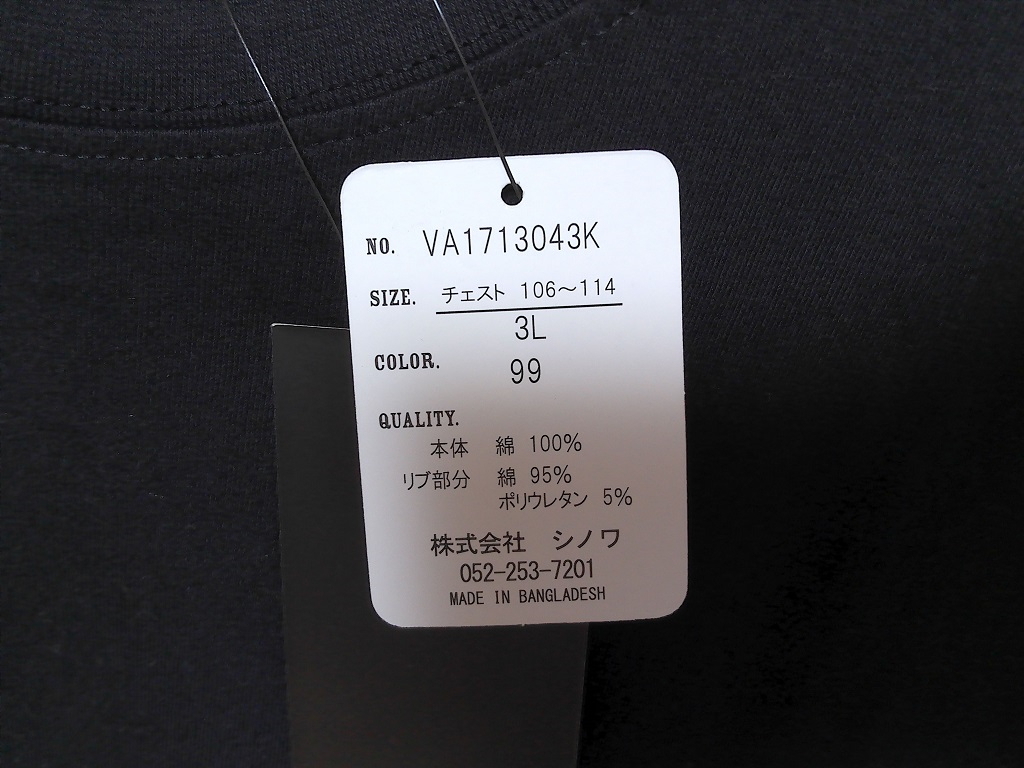 NO. VA1713043K
SIZE. チェスト 106〜114
3L
COLOR. 99
QUALITY.
本体 綿 100%
リブ部分 綿 95%
ポリウレタン 5%
株式会社 シノワ
052-253-7201
MADE IN BANGLADESH